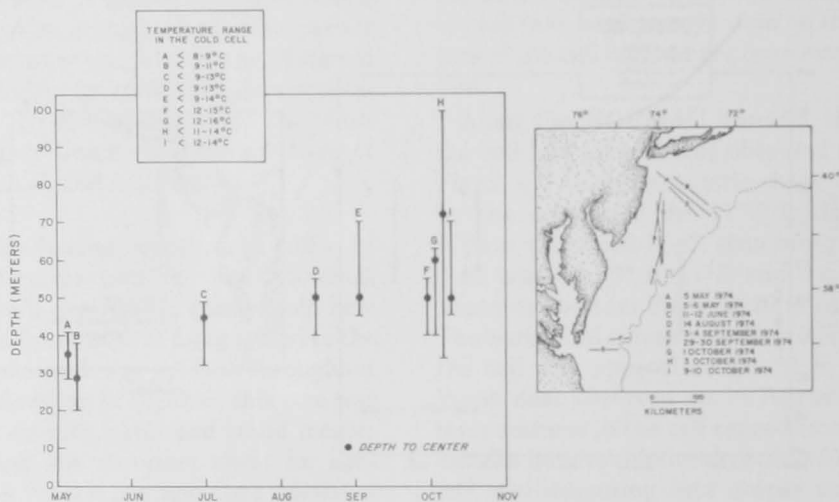 TEMPERATURE RANGE
IN THE COLD CELL
A < 8-9°C
B < 9-11°C
C < 9-13°C
D < 9-13°C
E < 9-14°C
F < 12-15°C
G < 12-16°C
H < 11-14°C
I < 12-14°C
DEPTH (METERS)
100
90
80
70
60
50
40
30
20
10
0
A
B
C
D
E
F
G
H
I
DEPTH TO CENTER
MAY JUN JUL AUG SEP OCT NOV
76° 74° 72°
40°
38°
A 5 MAY 1974
B 5-6 MAY 1974
C 11-12 JUNE 1974
D 14 AUGUST 1974
E 3-4 SEPTEMBER 1974
F 29-30 SEPTEMBER 1974
G 1 OCTOBER 1974
H 3 OCTOBER 1974
I 9-10 OCTOBER 1974
0 100
KILOMETERS